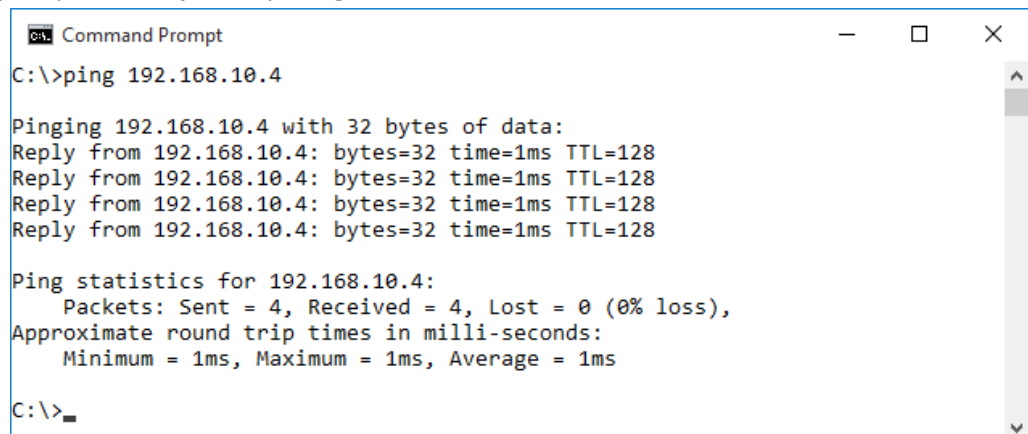 Command Prompt
C:\>ping 192.168.10.4
Pinging 192.168.10.4 with 32 bytes of data:
Reply from 192.168.10.4: bytes=32 time=1ms TTL=128
Reply from 192.168.10.4: bytes=32 time=1ms TTL=128
Reply from 192.168.10.4: bytes=32 time=1ms TTL=128
Reply from 192.168.10.4: bytes=32 time=1ms TTL=128
Ping statistics for 192.168.10.4:
    Packets: Sent = 4, Received = 4, Lost = 0 (0% loss),
Approximate round trip times in milli-seconds:
    Minimum = 1ms, Maximum = 1ms, Average = 1ms
C:\>